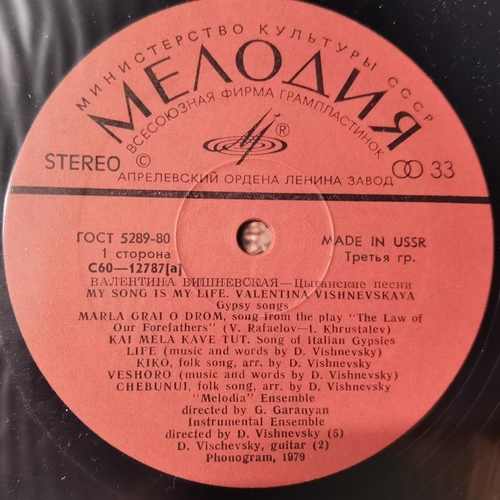 МИНИСТЕРСТВО КУЛЬТУРЫ СССР
МЕЛОДИЯ
ВСЕСОЮЗНАЯ ФИРМА ГРАМПЛАСТИНОК
®
STEREO ©
33
АПРЕЛЕВСКИЙ ОРДЕНА ЛЕНИНА ЗАВОД
ГОСТ 5289-80
MADE IN USSR
1 сторона
Третья гр.
С60—12787[a]
ВАЛЕНТИНА ВИШНЕВСКАЯ—Цыганские песни
MY SONG IS MY LIFE. VALENTINA VISHNEVSKAYA
Gypsy songs
MARLA GRAI O DROM, song from the play "The Law of
Our Forefathers" (V. Rafaelov—I. Khrustalev)
KAI MELA KAVE TUT. Song of Italian Gypsies
LIFE (music and words by D. Vishnevsky)
KIKO, folk song, arr. by D. Vishnevsky
VESHORO (music and words by D. Vishnevsky)
CHEBUNUI, folk song, arr. by D. Vishevsky
"Melodia" Ensemble
directed by G. Garanyan
Instrumental Ensemble
directed by D. Vishnevsky (5)
D. Vischevsky, guitar (2)
Phonogram, 1979